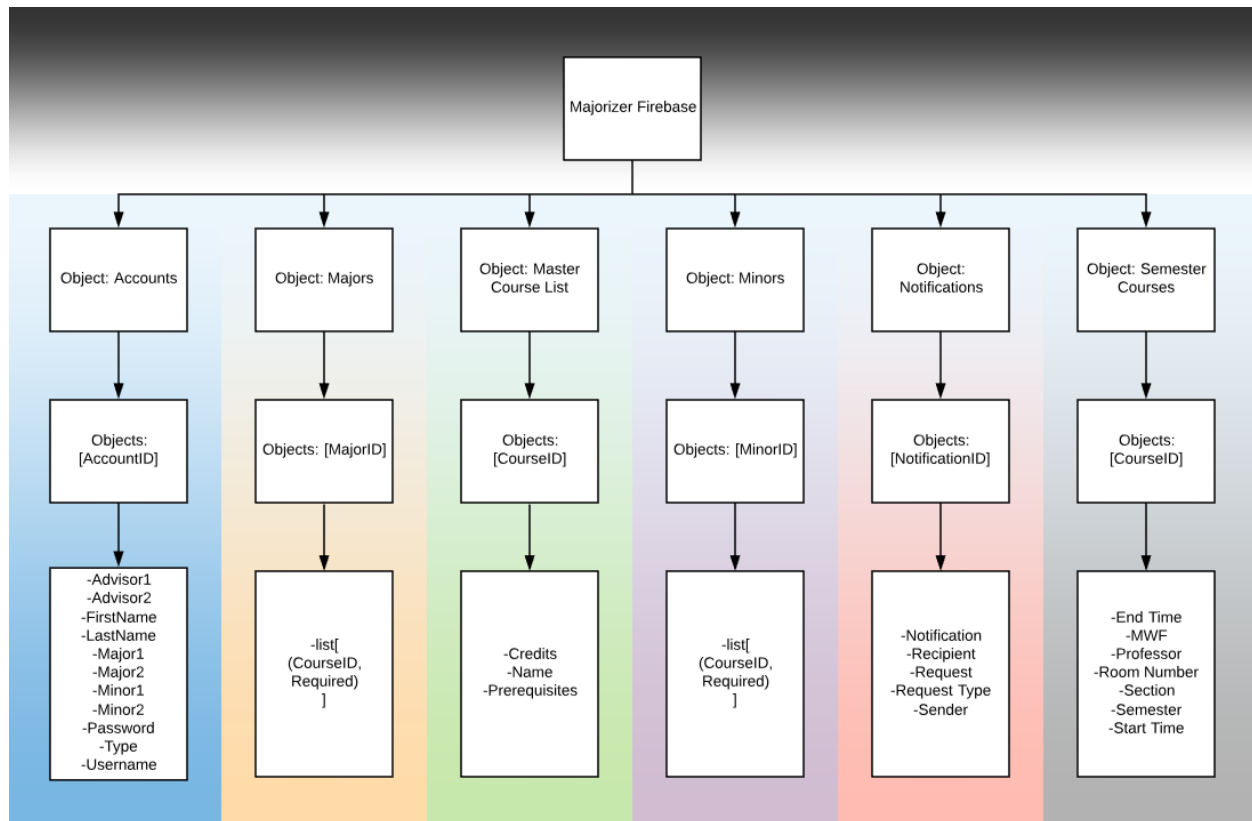 Majorizer Firebase
Object: Accounts
Object: Majors
Object: Master
Course List
Object: Minors
Object:
Notifications
Object: Semester
Courses
Objects:
[AccountID]
Objects: [MajorID]
Objects:
[CourseID]
Objects: [MinorID]
Objects:
[NotificationID]
Objects:
[CourseID]
-Advisor1
-Advisor2
-FirstName
-LastName
-Major1
-Major2
-Minor1
-Minor2
-Password
-Type
-Username
-list[
(CourseID,
Required)
]
-Credits
-Name
-Prerequisites
-list[
(CourseID,
Required)
]
-Notification
-Recipient
-Request
-Request Type
-Sender
-End Time
-MWF
-Professor
-Room Number
-Section
-Semester
-Start Time